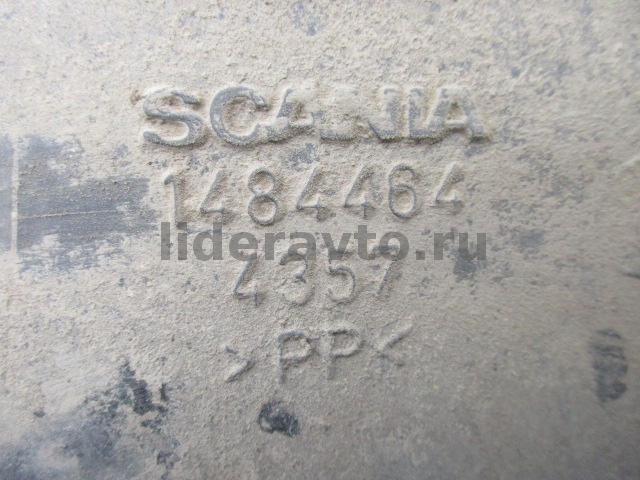 SCANIA
1484464
lideravto.ru
4357
>PP<